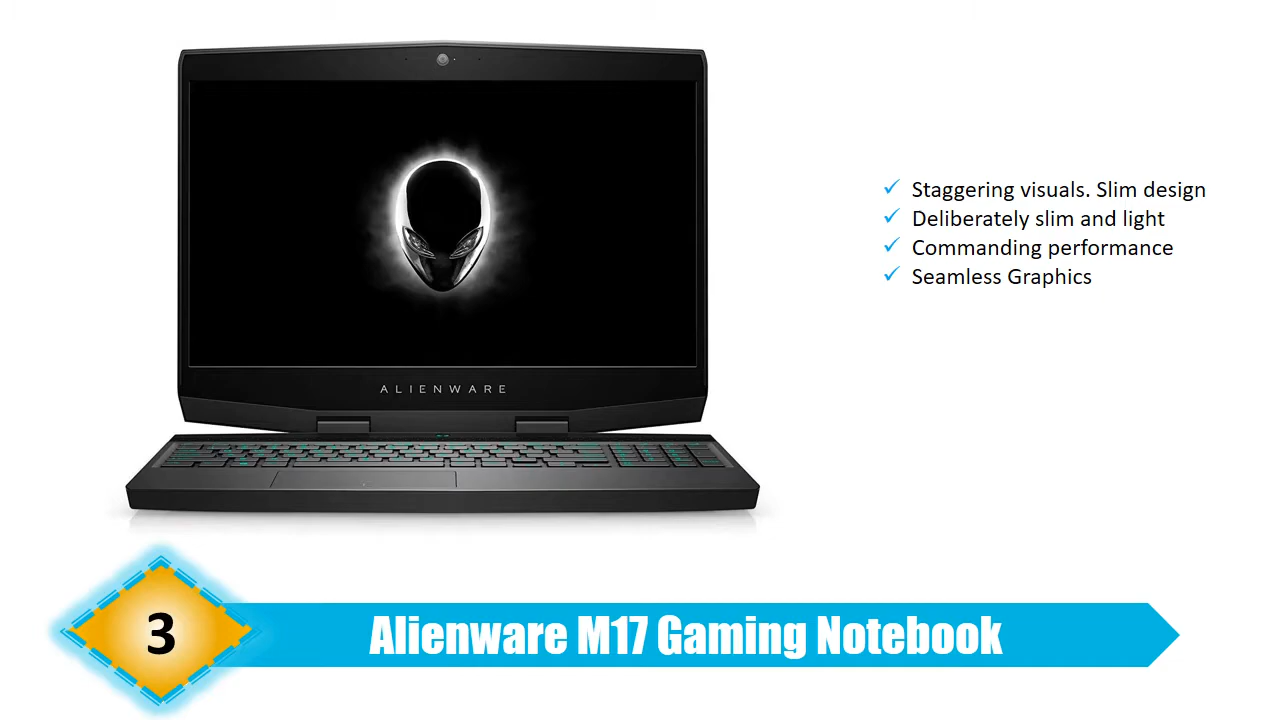 Staggering visuals. Slim design
Deliberately slim and light
Commanding performance
Seamless Graphics
ALIENWARE
3
Alienware M17 Gaming Notebook